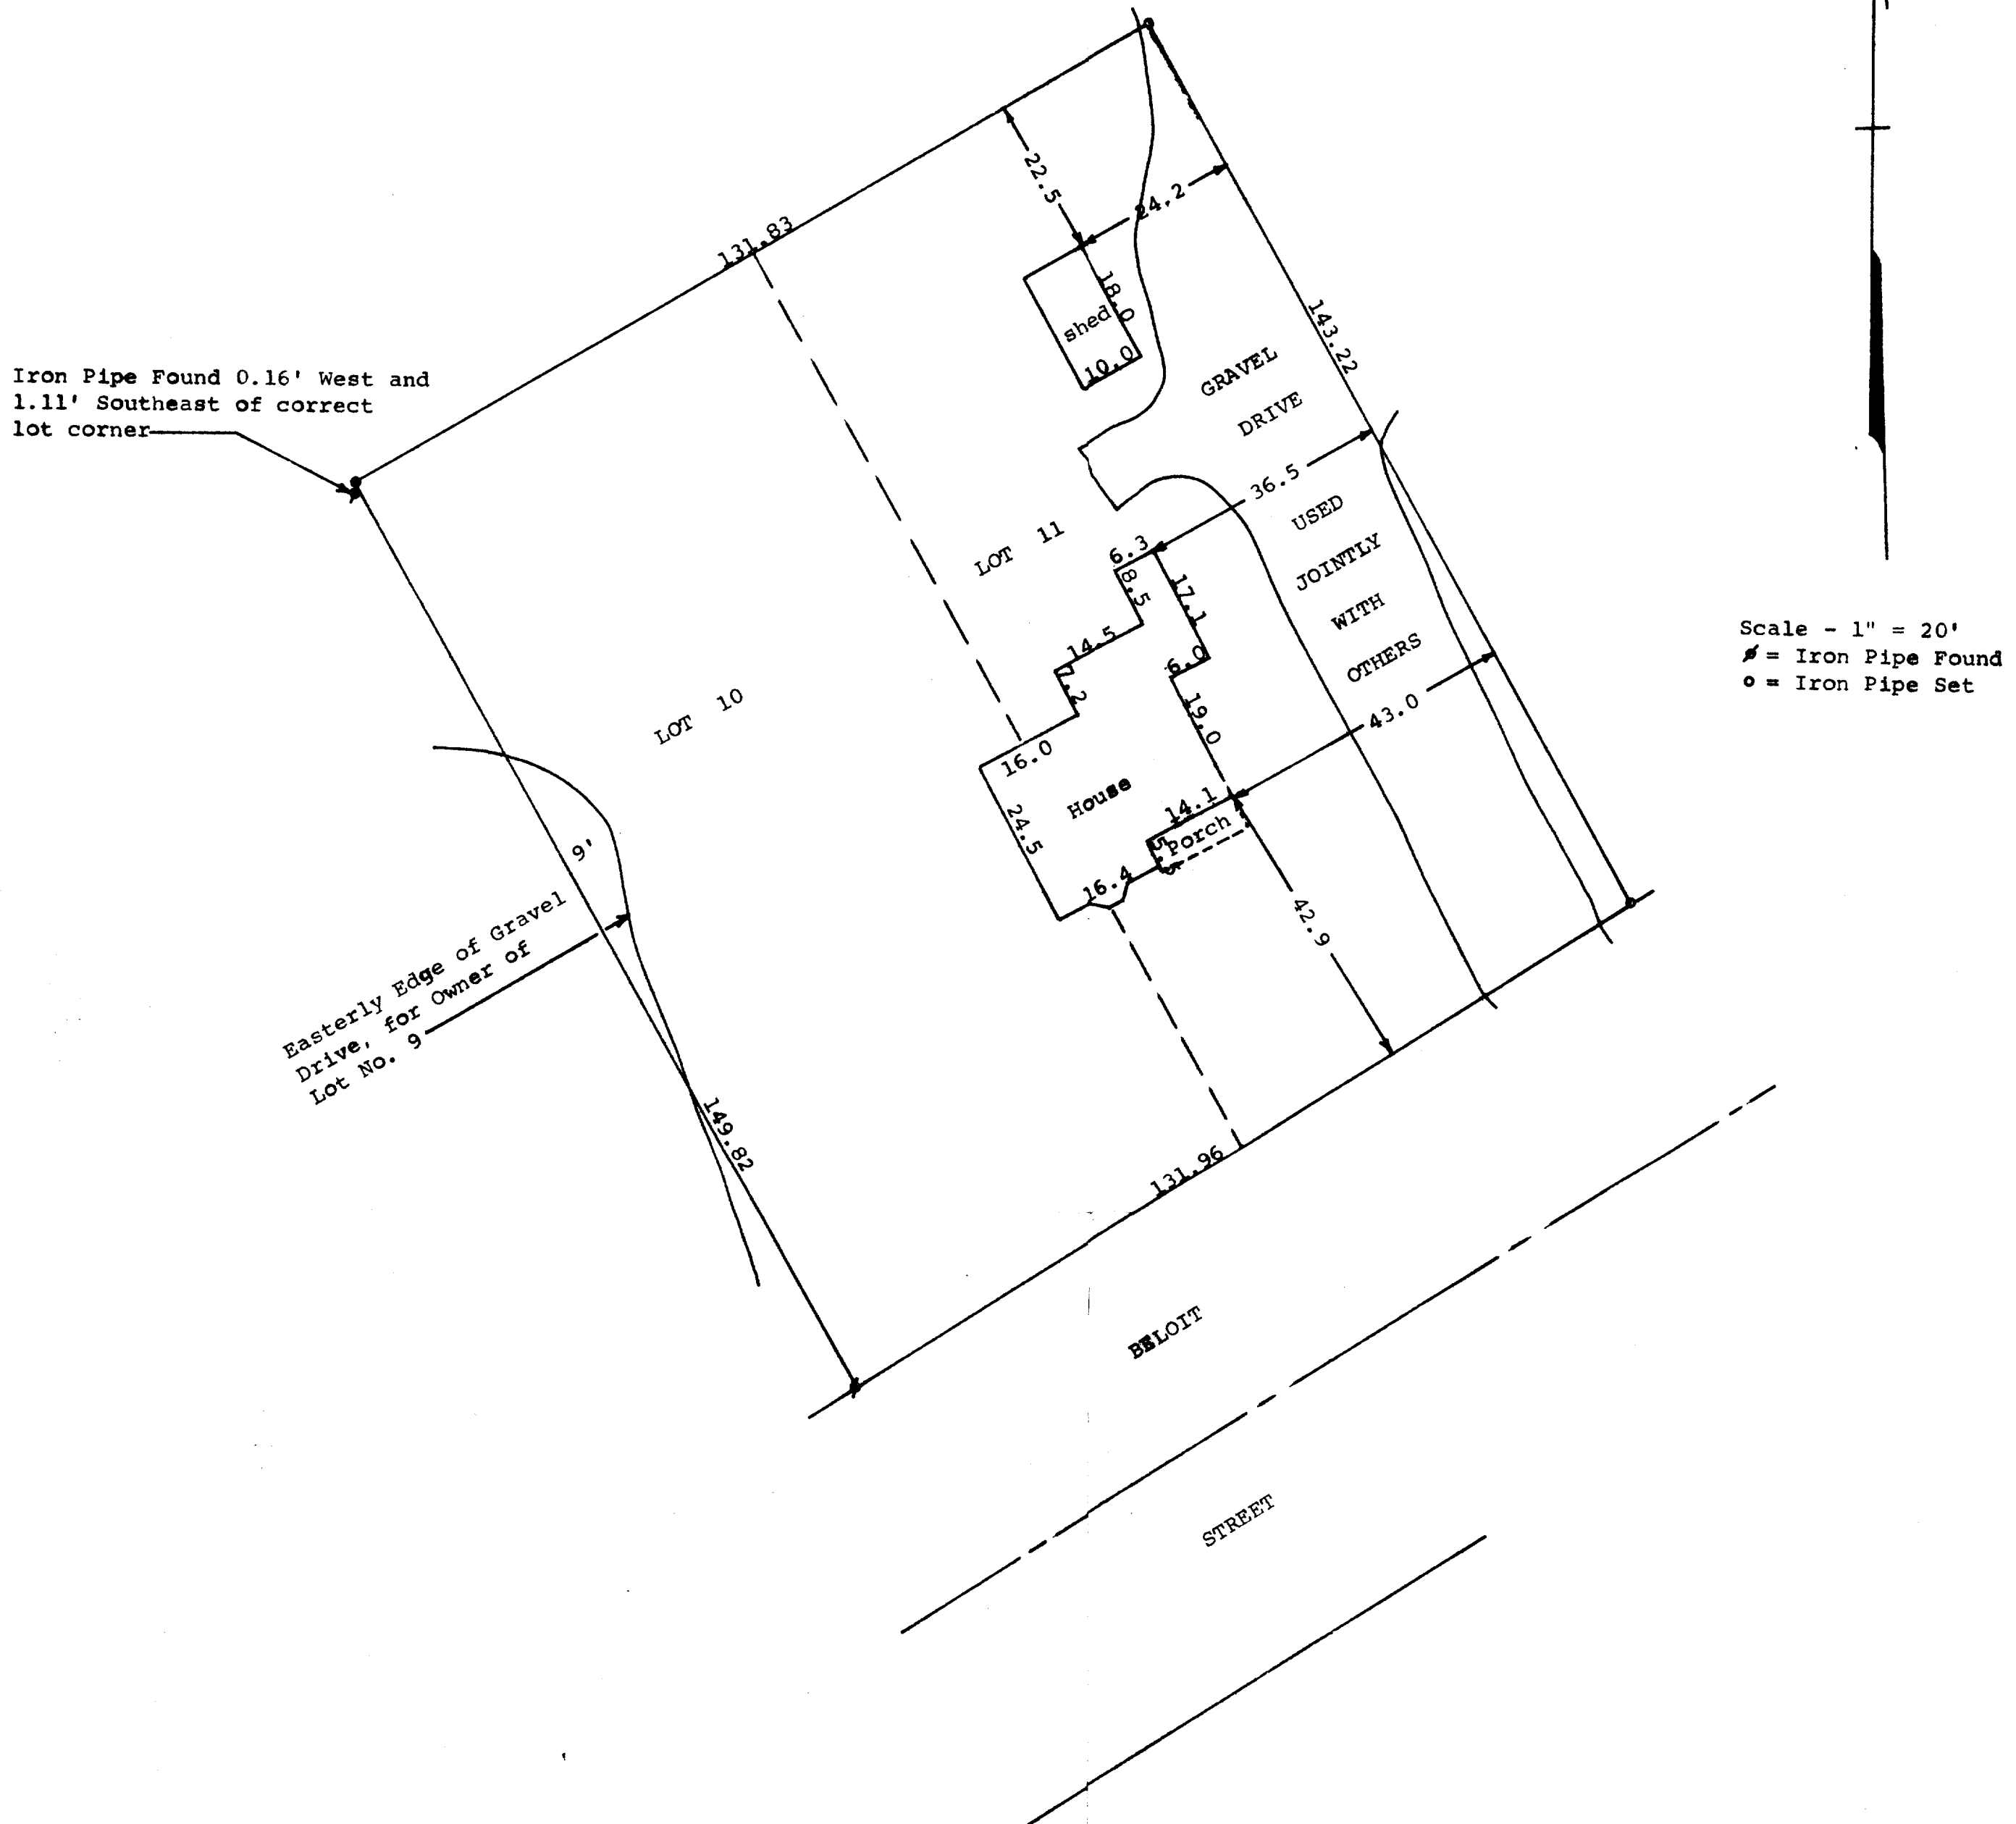 131.83
22.5
24.2
18.0
shed
10.0
143.22
GRAVEL
DRIVE
36.5
USED
JOINTLY
WITH
OTHERS
43.0
Iron Pipe Found 0.16' West and
1.11' Southeast of correct
lot corner
LOT 11
6.3
8.5
17.1
14.5
7.2
6.0
19.0
16.0
House
24.5
14.1
Porch
5.5
16.4
42.9
LOT 10
9'
Easterly Edge of Gravel
Drive, for Owner of
Lot No. 9
149.82
131.96
BELOIT
STREET
Scale - 1" = 20'
= Iron Pipe Found
= Iron Pipe Set